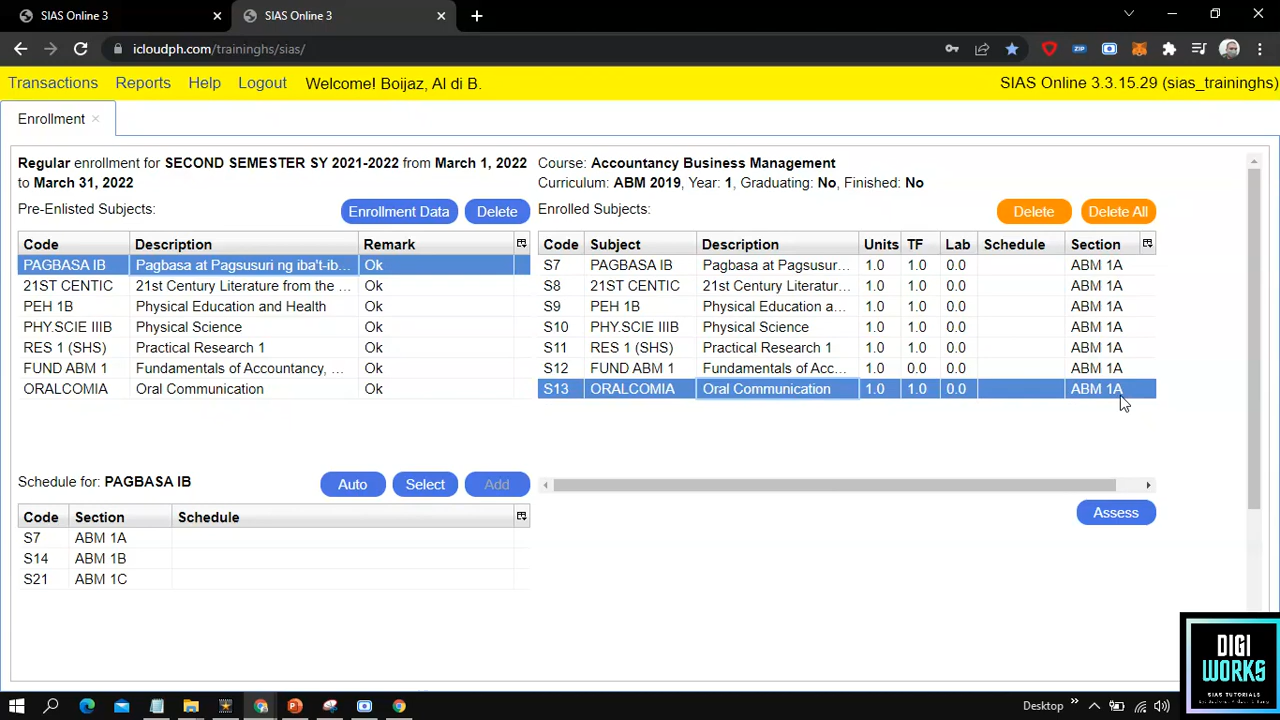 SIAS Online 3
SIAS Online 3
icloudph.com/traininghs/sias/
ZIP
Transactions Reports Help Logout Welcome! Boijaz, Al di B. SIAS Online 3.3.15.29 (sias_traininghs)
Enrollment
Regular enrollment for SECOND SEMESTER SY 2021-2022 from March 1, 2022
to March 31, 2022
Pre-Enlisted Subjects: Enrollment Data Delete
Code Description Remark
PAGBASA IB Pagbasa at Pagsusuri ng iba't-ib... Ok
21ST CENTIC 21st Century Literature from the ... Ok
PEH 1B Physical Education and Health Ok
PHY.SCIE IIIB Physical Science Ok
RES 1 (SHS) Practical Research 1 Ok
FUND ABM 1 Fundamentals of Accountancy, ... Ok
ORALCOMIA Oral Communication Ok
Schedule for: PAGBASA IB Auto Select Add
Code Section Schedule
S7 ABM 1A
S14 ABM 1B
S21 ABM 1C
Course: Accountancy Business Management
Curriculum: ABM 2019, Year: 1, Graduating: No, Finished: No
Enrolled Subjects: Delete Delete All
Code Subject Description Units TF Lab Schedule Section
S7 PAGBASA IB Pagbasa at Pagsusur... 1.0 1.0 0.0 ABM 1A
S8 21ST CENTIC 21st Century Literatur... 1.0 1.0 0.0 ABM 1A
S9 PEH 1B Physical Education a... 1.0 1.0 0.0 ABM 1A
S10 PHY.SCIE IIIB Physical Science 1.0 1.0 0.0 ABM 1A
S11 RES 1 (SHS) Practical Research 1 1.0 1.0 0.0 ABM 1A
S12 FUND ABM 1 Fundamentals of Acc... 1.0 0.0 0.0 ABM 1A
S13 ORALCOMIA Oral Communication 1.0 1.0 0.0 ABM 1A
Assess
DIGI
WORKS
SIAS TUTORIALS
Desktop